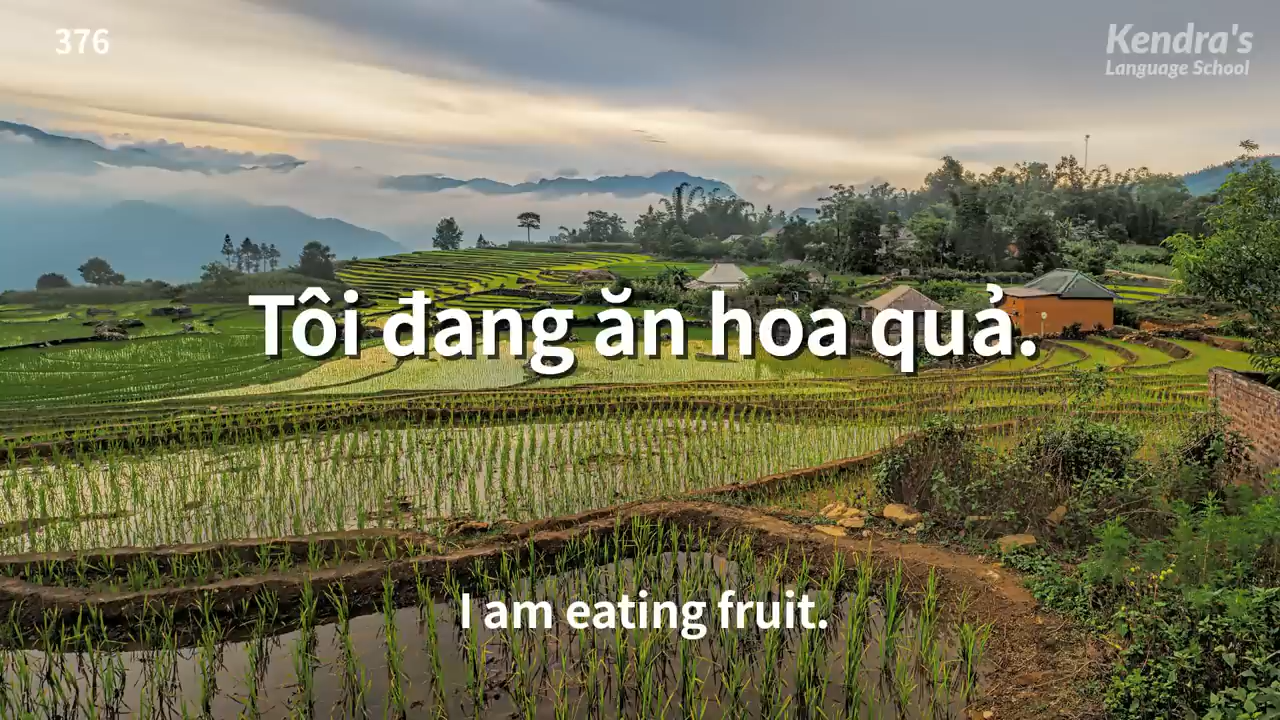 376
Kendra's
Language School
Tôi đang ăn hoa quả.
I am eating fruit.